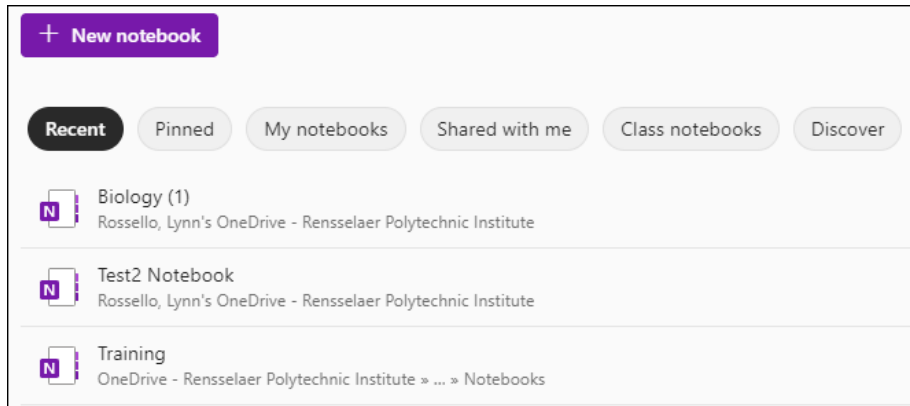 + New notebook
Recent Pinned My notebooks Shared with me Class notebooks Discover
N Biology (1)
Rossello, Lynn's OneDrive - Rensselaer Polytechnic Institute
N Test2 Notebook
Rossello, Lynn's OneDrive - Rensselaer Polytechnic Institute
N Training
OneDrive - Rensselaer Polytechnic Institute » ... » Notebooks